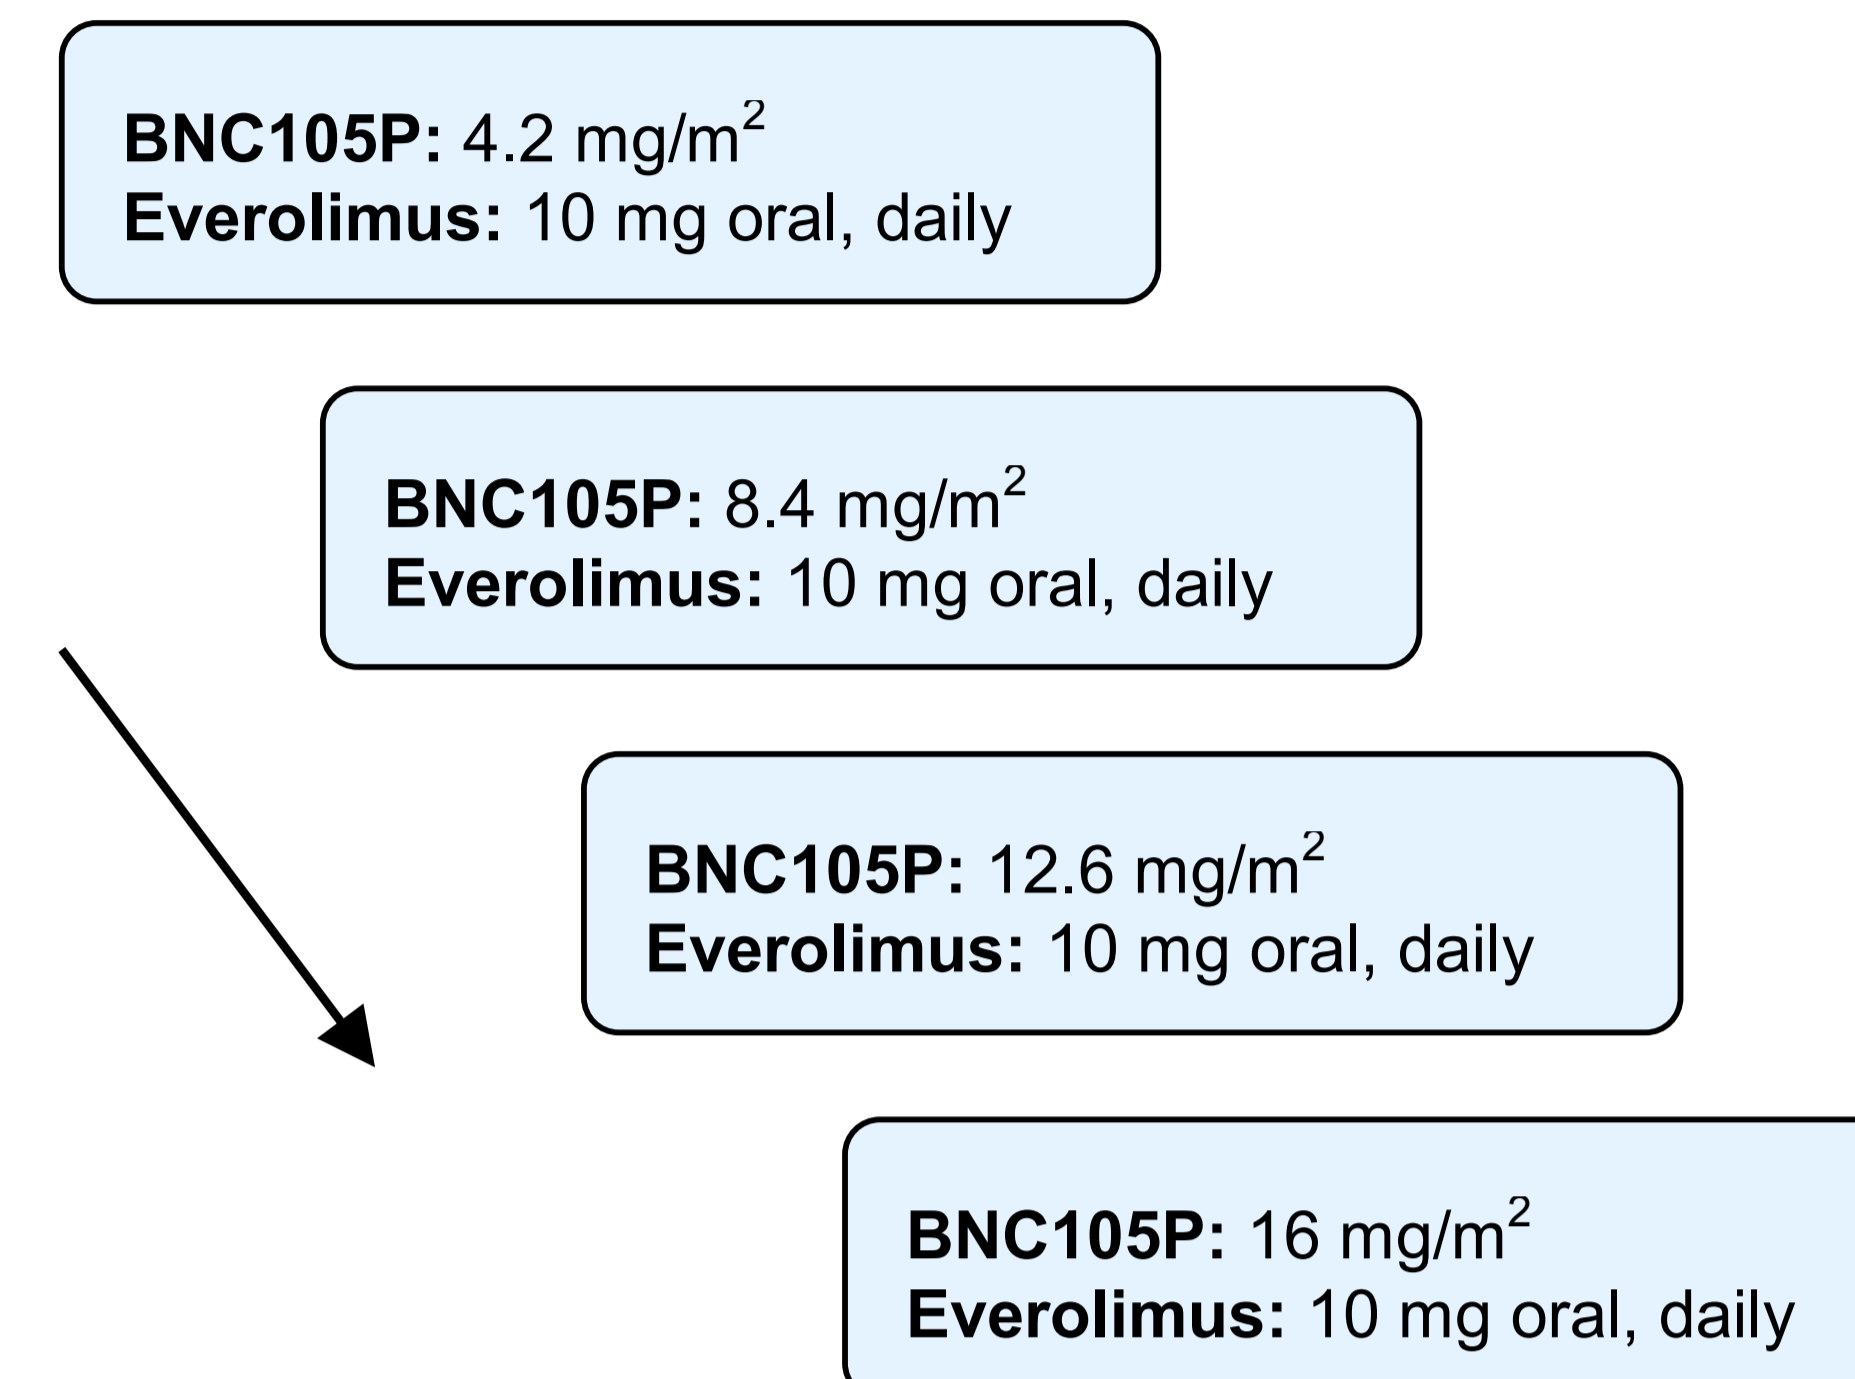 BNC105P: 4.2 mg/m²
Everolimus: 10 mg oral, daily
BNC105P: 8.4 mg/m²
Everolimus: 10 mg oral, daily
BNC105P: 12.6 mg/m²
Everolimus: 10 mg oral, daily
BNC105P: 16 mg/m²
Everolimus: 10 mg oral, daily